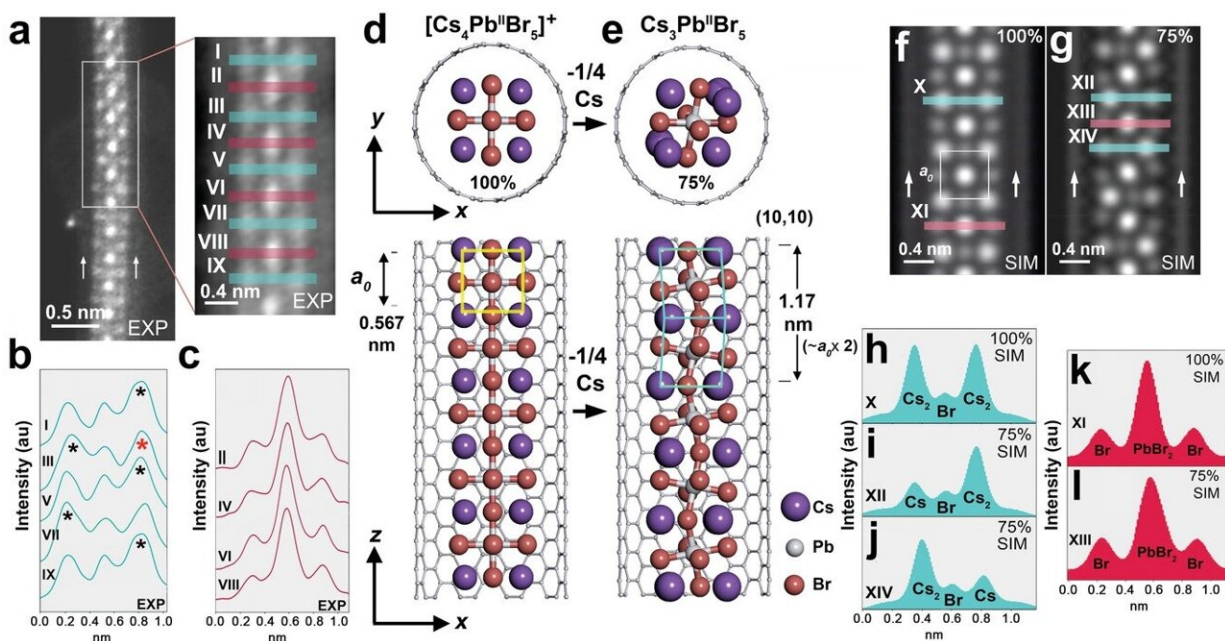 a
I
II
III
IV
V
VI
VII
VIII
IX
0.5 nm
EXP
0.4 nm
EXP
b
Intensity (au)
*
I
*
*
III
*
V
*
VII
*
IX
EXP
0 0.2 0.4 0.6 0.8 1.0
nm
c
Intensity (au)
II
IV
VI
VIII
EXP
0 0.2 0.4 0.6 0.8 1.0
nm
d
[Cs₄PbᴵᴵBr₅]⁺
100%
y
x
a₀
0.567
nm
z
x
-1/4
Cs
-1/4
Cs
e
Cs₃PbᴵᴵBr₅
75%
(10,10)
1.17
nm
(~a₀x 2)
Cs
Pb
Br
f
100%
X
a₀
XI
0.4 nm
SIM
g
75%
XII
XIII
XIV
0.4 nm
SIM
Intensity (au)
h
100%
SIM
Cs₂ Br Cs₂
X
i
75%
SIM
Cs Br Cs₂
XII
j
75%
SIM
Cs₂ Br Cs
XIV
0 0.2 0.4 0.6 0.8 1.0
nm
Intensity (au)
k
100%
SIM
XI
Br PbBr₂ Br
l
75%
SIM
XIII
Br PbBr₂ Br
0 0.2 0.4 0.6 0.8 1.0
nm